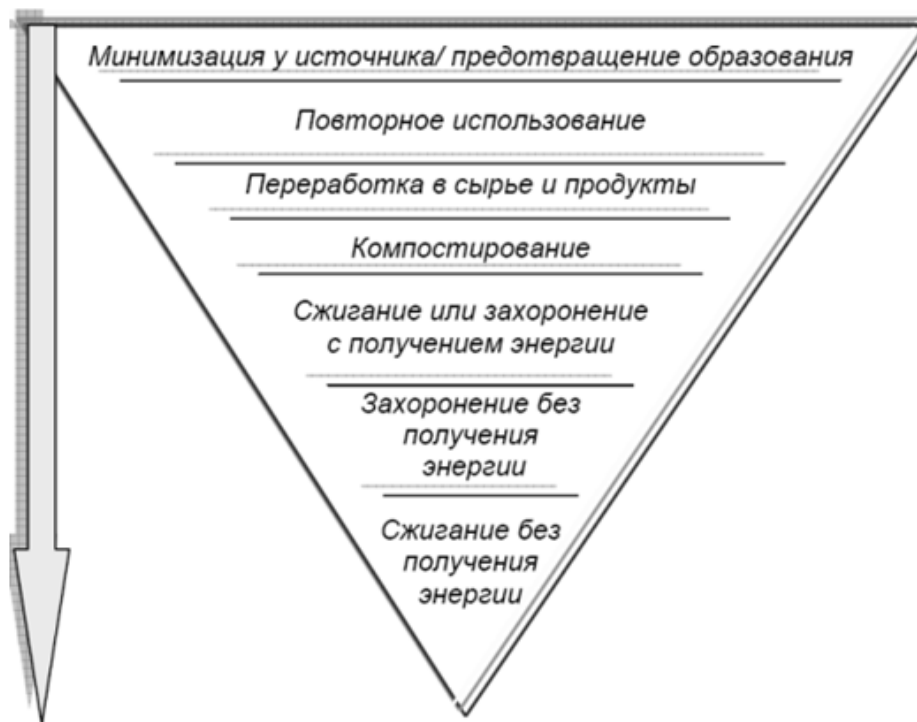 Минимизация у источника/ предотвращение образования
Повторное использование
Переработка в сырье и продукты
Компостирование
Сжигание или захоронение
с получением энергии
Захоронение без
получения
энергии
Сжигание без
получения
энергии